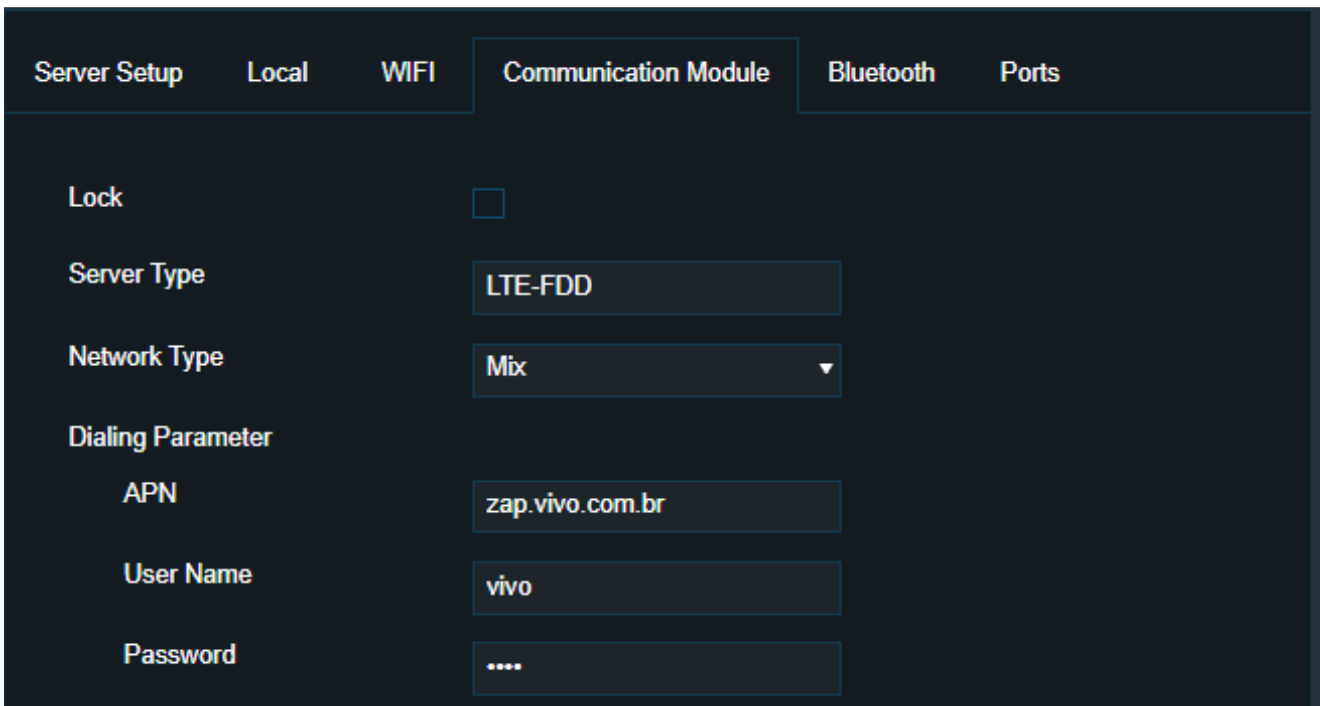 Server Setup Local WIFI Communication Module Bluetooth Ports
Lock
Server Type LTE-FDD
Network Type Mix
Dialing Parameter
APN zap.vivo.com.br
User Name vivo
Password ••••